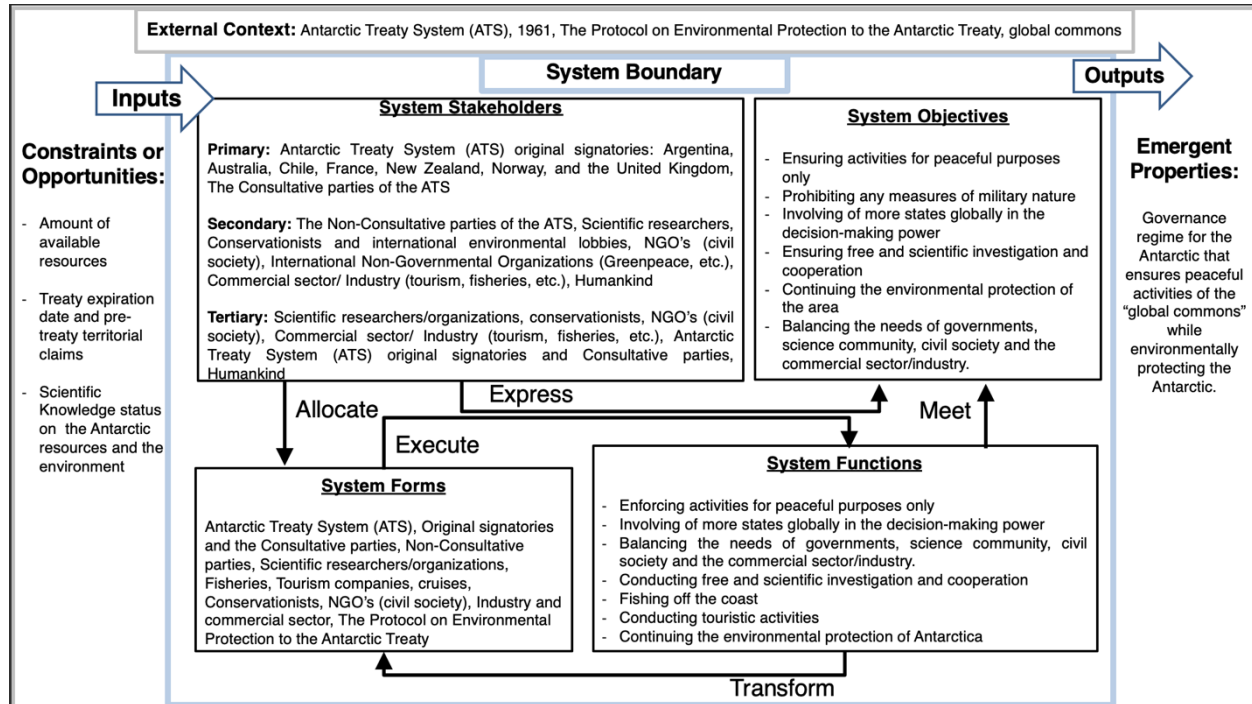 External Context: Antarctic Treaty System (ATS), 1961, The Protocol on Environmental Protection to the Antarctic Treaty, global commons
System Boundary
Inputs
Outputs
Constraints or
Opportunities:
- Amount of
available
resources
- Treaty expiration
date and pre-
treaty territorial
claims
- Scientific
Knowledge status
on the Antarctic
resources and the
environment
System Stakeholders
Primary: Antarctic Treaty System (ATS) original signatories: Argentina,
Australia, Chile, France, New Zealand, Norway, and the United Kingdom,
The Consultative parties of the ATS
Secondary: The Non-Consultative parties of the ATS, Scientific researchers,
Conservationists and international environmental lobbies, NGO's (civil
society), International Non-Governmental Organizations (Greenpeace, etc.),
Commercial sector/ Industry (tourism, fisheries, etc.), Humankind
Tertiary: Scientific researchers/organizations, conservationists, NGO's (civil
society), Commercial sector/ Industry (tourism, fisheries, etc.), Antarctic
Treaty System (ATS) original signatories and Consultative parties,
Humankind
System Objectives
- Ensuring activities for peaceful purposes
only
- Prohibiting any measures of military nature
- Involving of more states globally in the
decision-making power
- Ensuring free and scientific investigation and
cooperation
- Continuing the environmental protection of
the area
- Balancing the needs of governments,
science community, civil society and the
commercial sector/industry.
Emergent
Properties:
Governance
regime for the
Antarctic that
ensures peaceful
activities of the
“global commons”
while
environmentally
protecting the
Antarctic.
Allocate
Express
Execute
Meet
System Forms
Antarctic Treaty System (ATS), Original signatories
and the Consultative parties, Non-Consultative
parties, Scientific researchers/organizations,
Fisheries, Tourism companies, cruises,
Conservationists, NGO's (civil society), Industry and
commercial sector, The Protocol on Environmental
Protection to the Antarctic Treaty
System Functions
- Enforcing activities for peaceful purposes only
- Involving of more states globally in the decision-making power
- Balancing the needs of governments, science community, civil
society and the commercial sector/industry.
- Conducting free and scientific investigation and cooperation
- Fishing off the coast
- Conducting touristic activities
- Continuing the environmental protection of Antarctica
Transform